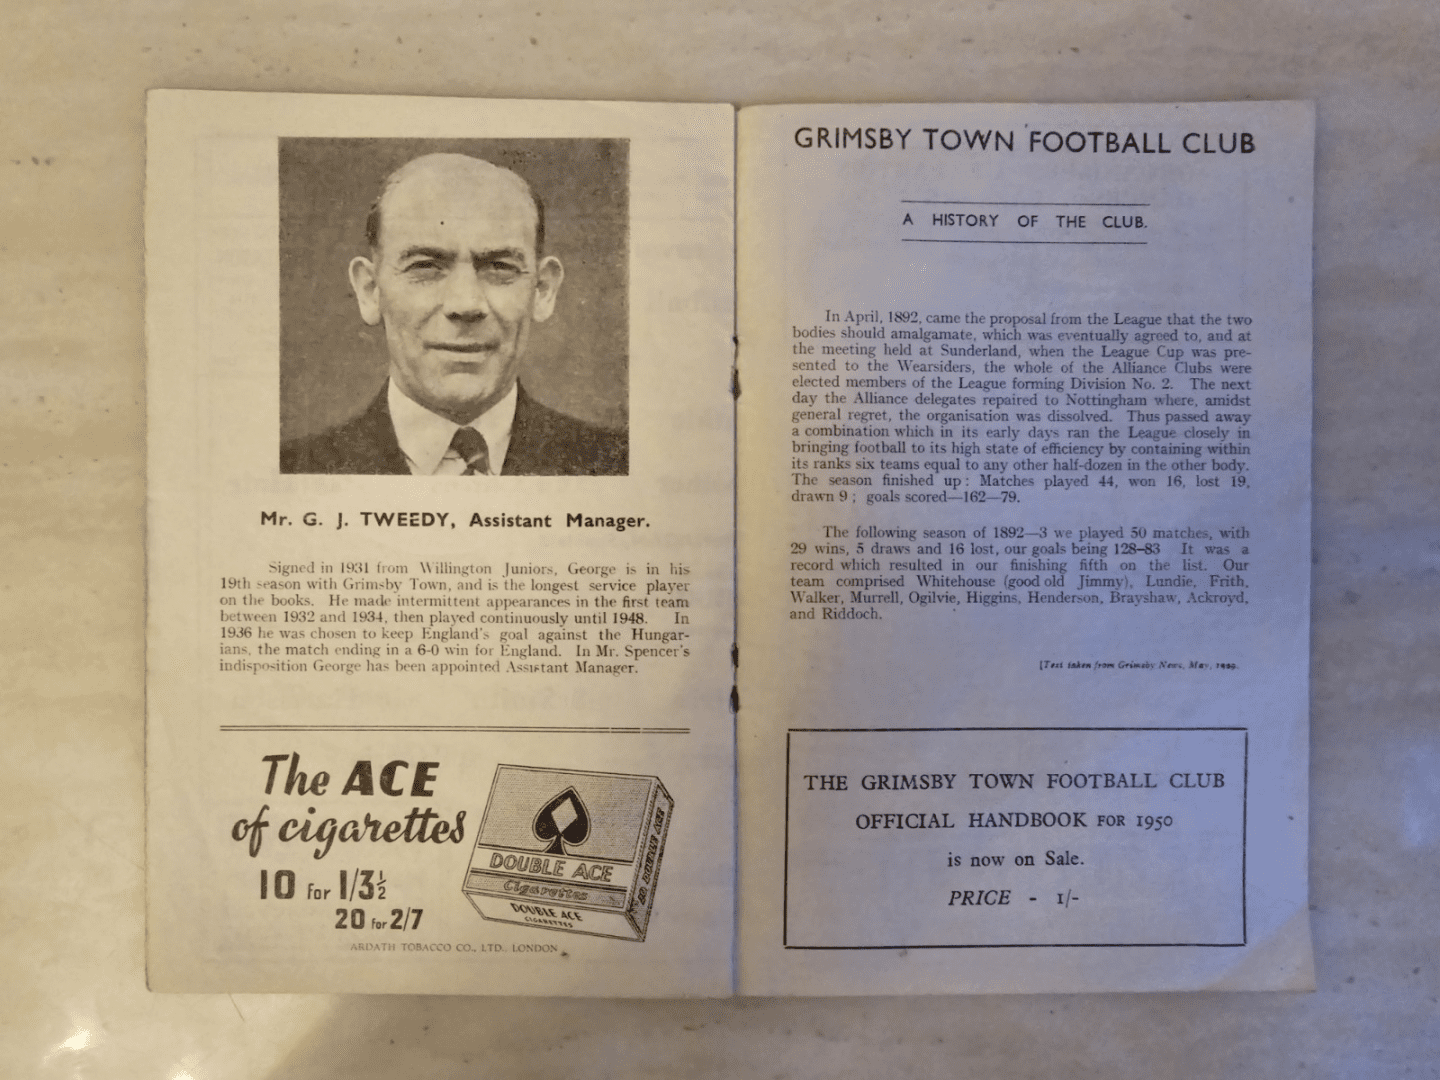 Mr. G. J. TWEEDY, Assistant Manager.
Signed in 1931 from Willington Juniors, George is in his
19th season with Grimsby Town, and is the longest service player
on the books. He made intermittent appearances in the first team
between 1932 and 1934, then played continuously until 1948. In
1936 he was chosen to keep England's goal against the Hungar-
ians, the match ending in a 6-0 win for England. In Mr. Spencer's
indisposition George has been appointed Assistant Manager.
The ACE
of cigarettes
10 for 1/3½
20 for 2/7
DOUBLE ACE
Cigarettes
DOUBLE ACE
CIGARETTES
20 DOUBLE ACE
ARDATH TOBACCO CO., LTD. LONDON
GRIMSBY TOWN FOOTBALL CLUB
A HISTORY OF THE CLUB.
In April, 1892, came the proposal from the League that the two
bodies should amalgamate, which was eventually agreed to, and at
the meeting held at Sunderland, when the League Cup was pre-
sented to the Wearsiders, the whole of the Alliance Clubs were
elected members of the League forming Division No. 2. The next
day the Alliance delegates repaired to Nottingham where, amidst
general regret, the organisation was dissolved. Thus passed away
a combination which in its early days ran the League closely in
bringing football to its high state of efficiency by containing within
its ranks six teams equal to any other half-dozen in the other body.
The season finished up: Matches played 44, won 16, lost 19,
drawn 9; goals scored—162—79.
The following season of 1892—3 we played 50 matches, with
29 wins, 5 draws and 16 lost, our goals being 128–83 It was a
record which resulted in our finishing fifth on the list. Our
team comprised Whitehouse (good old Jimmy), Lundie, Frith,
Walker, Murrell, Ogilvie, Higgins, Henderson, Brayshaw, Ackroyd,
and Riddoch.
[Text taken from Grimsby News, May,
THE GRIMSBY TOWN FOOTBALL CLUB
OFFICIAL HANDBOOK FOR 1950
is now on Sale.
PRICE - 1/-